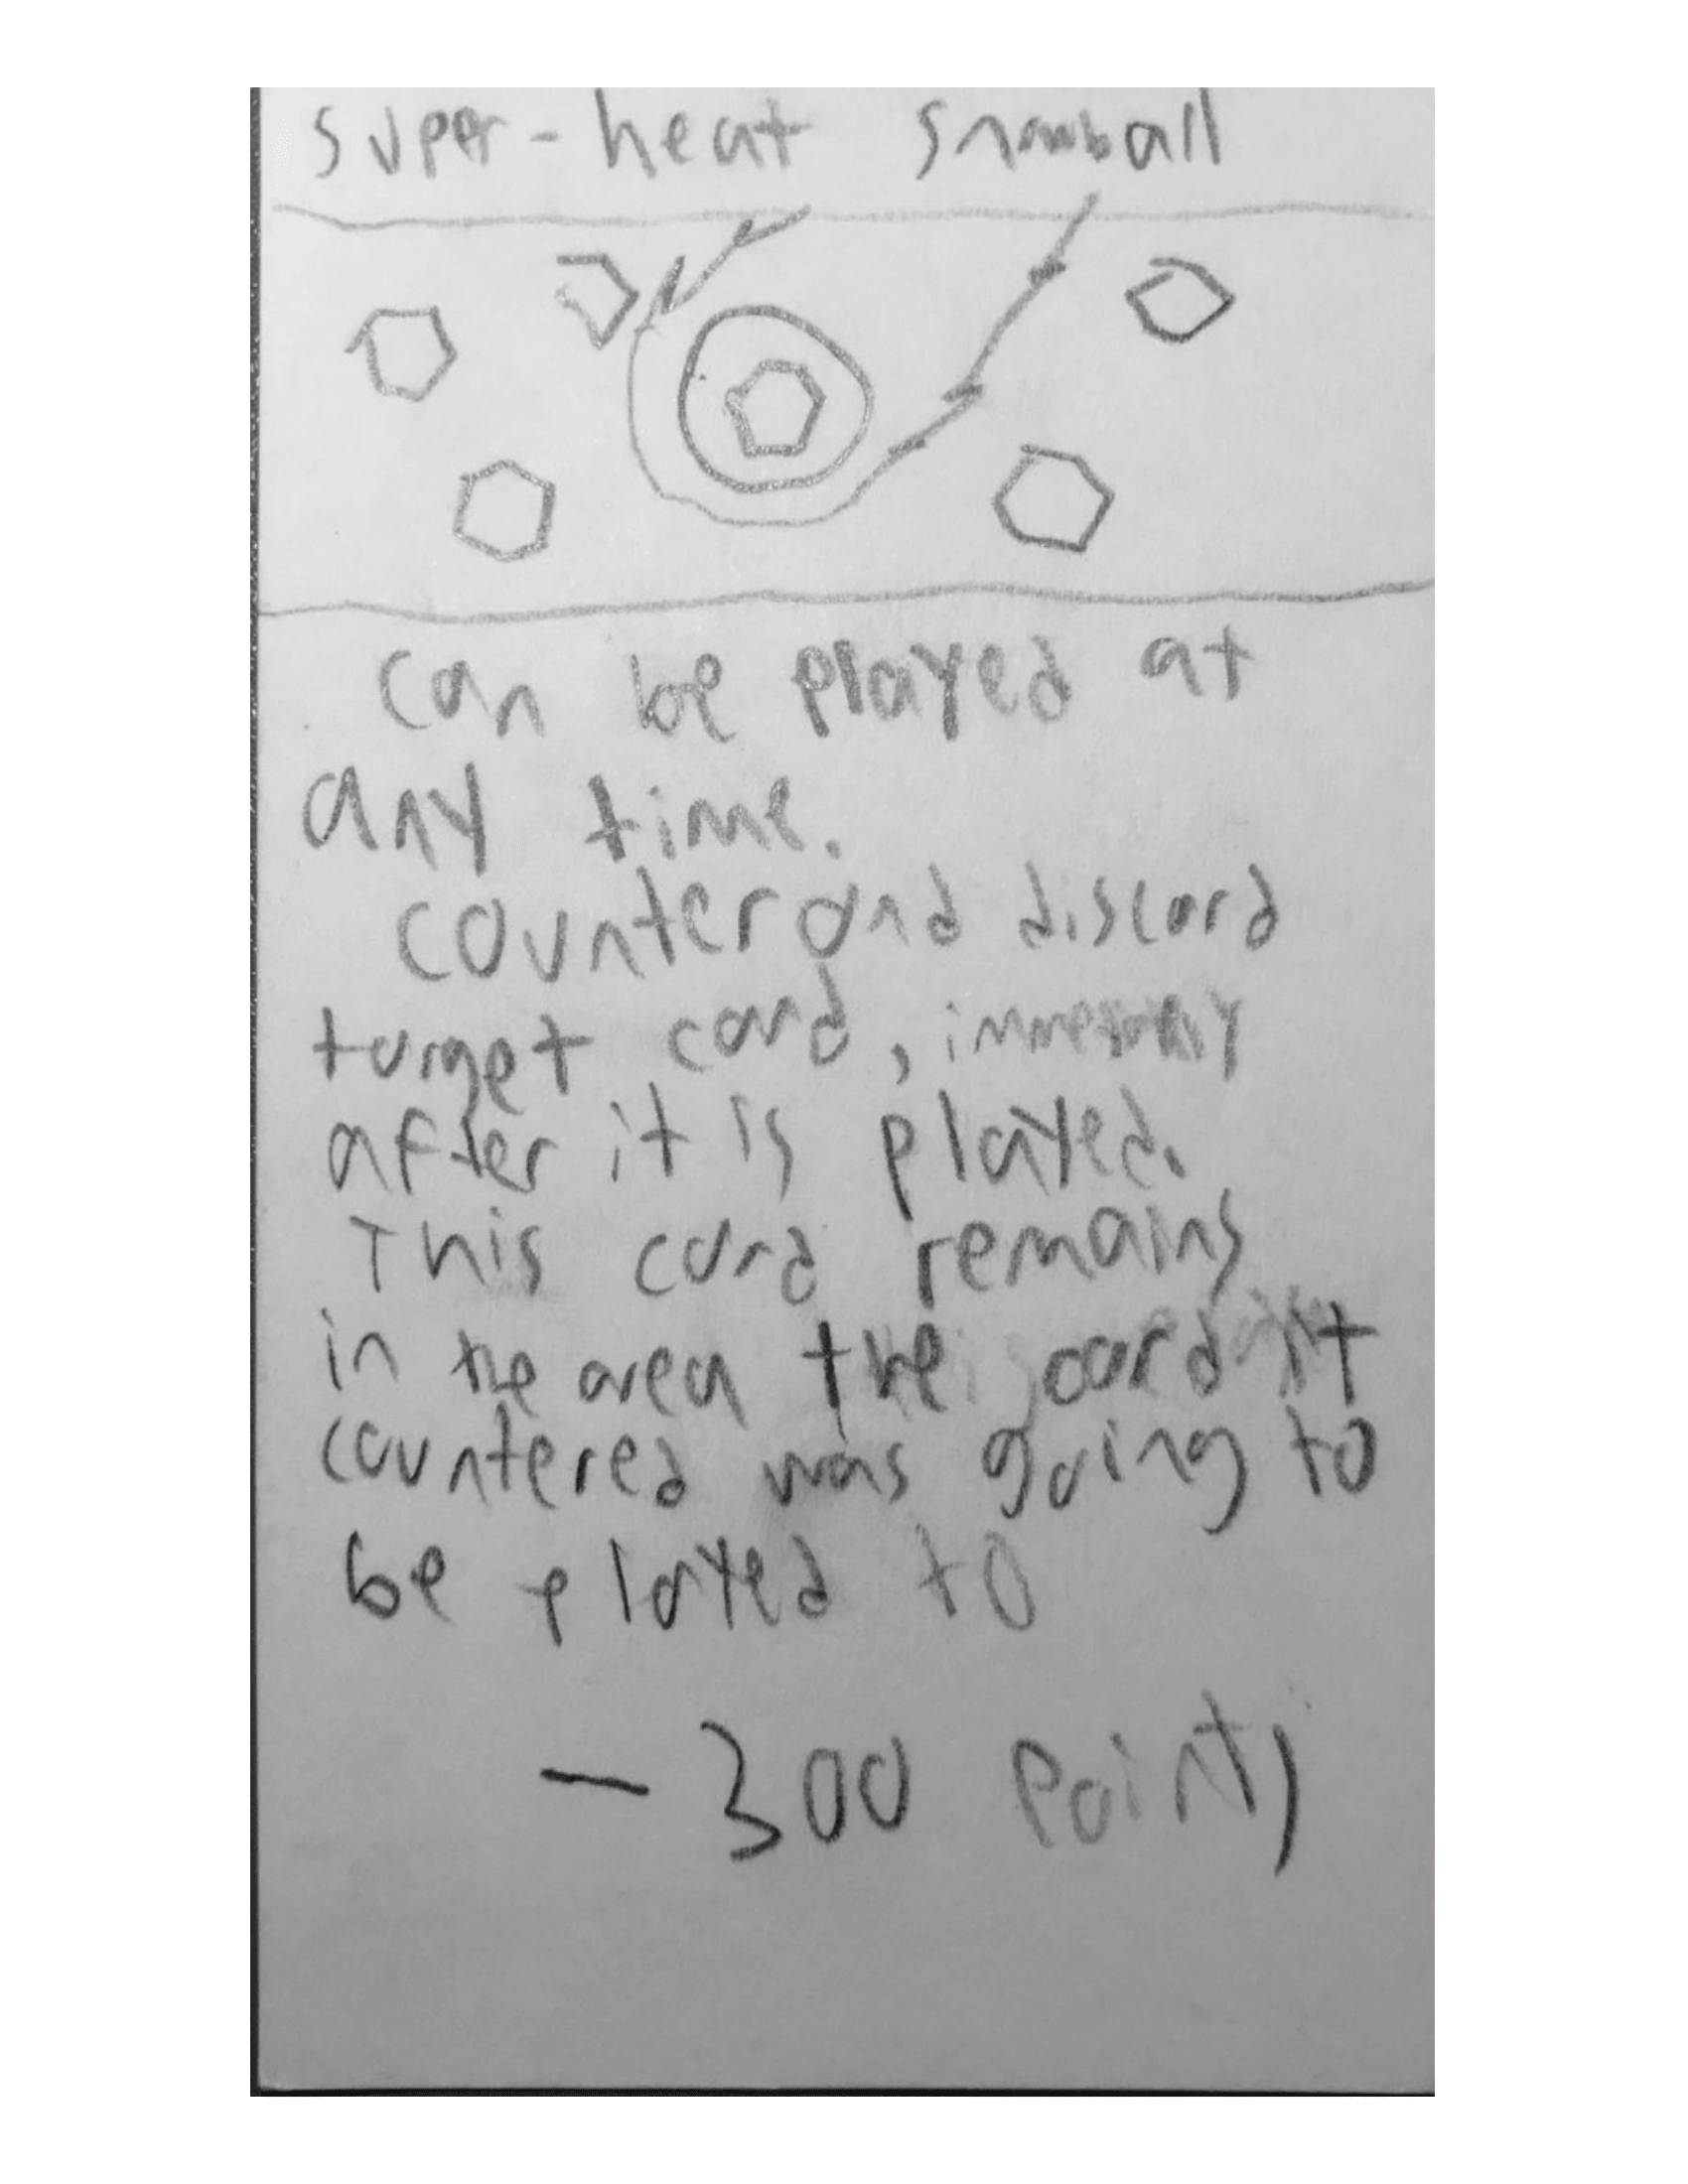 super-heat snowball
can be played at
any time.
counter and discard
target card,
after it is played.
This card remains
in the area the card it
countered was going to
be played to
- 300 points